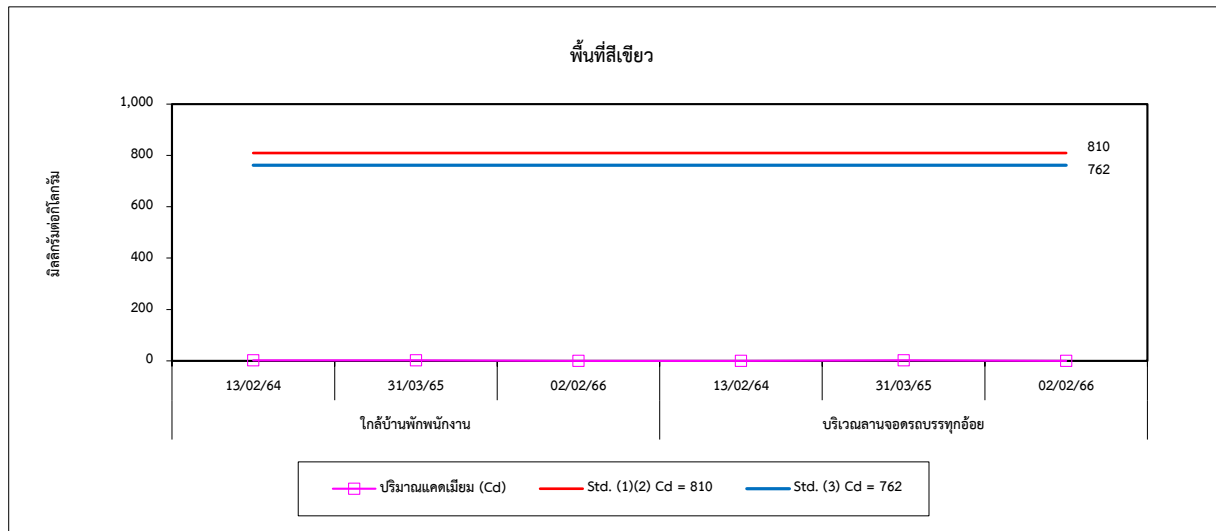 พื้นที่สีเขียว
มิลลิกรัมต่อกิโลกรัม
1,000
800
600
400
200
0
810
762
13/02/64 31/03/65 02/02/66 13/02/64 31/03/65 02/02/66
ใกล้บ้านพักพนักงาน บริเวณลานจอดรถบรรทุกอ้อย
ปริมาณแคดเมียม (Cd) Std. (1)(2) Cd = 810 Std. (3) Cd = 762